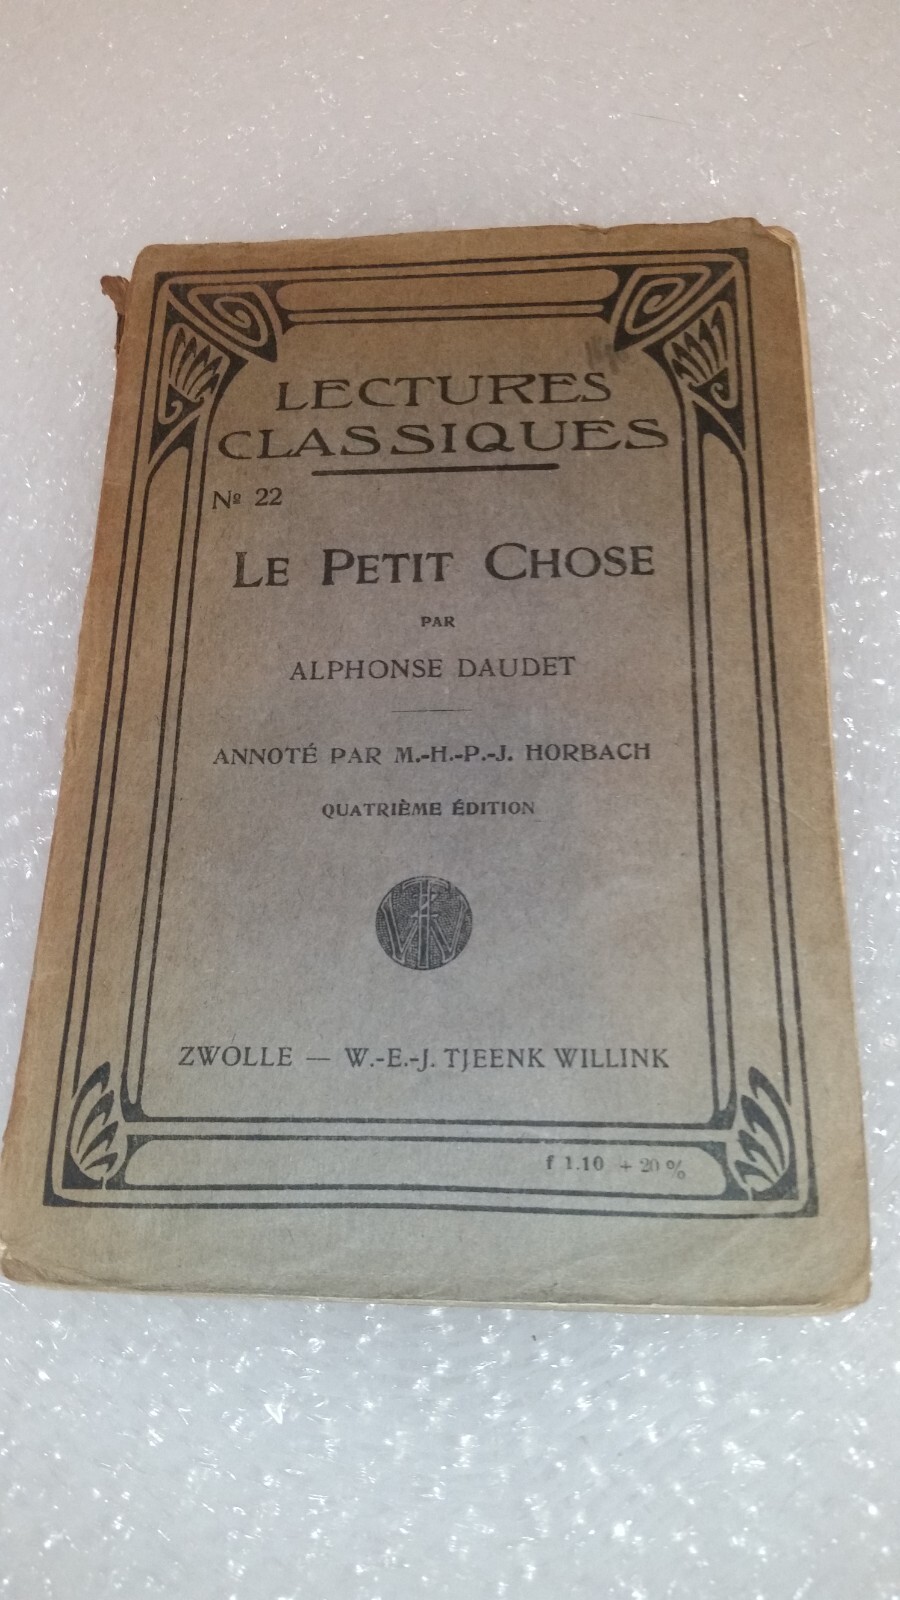 LECTURES
CLASSIQUES
Nº 22
LE PETIT CHOSE
PAR
ALPHONSE DAUDET
ANNOTÉ PAR M.-H.-P.-J. HORBACH
QUATRIÈME ÉDITION
ZWOLLE — W.-E.-J. TJEENK WILLINK
f 1.10 + 20 %